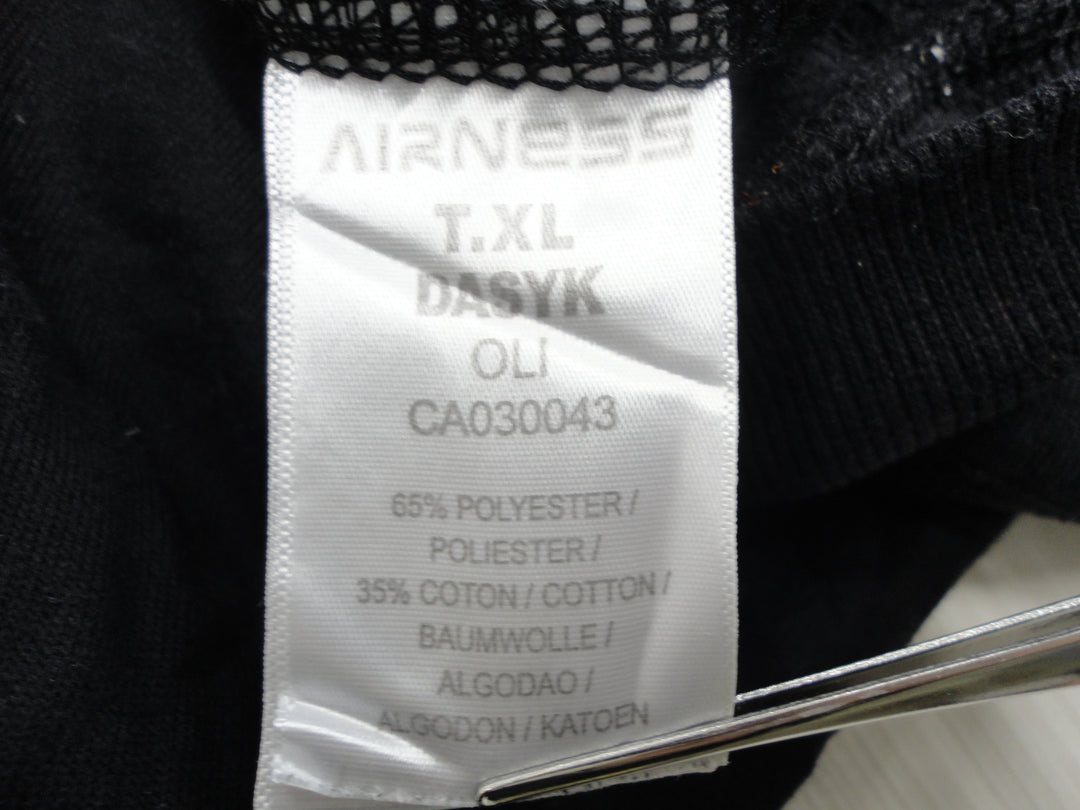 AIRNESS
T.XL
DASYK
OLI
CA030043
65% POLYESTER /
POLIESTER /
35% COTON / COTTON /
BAUMWOLLE /
ALGODAO /
ALGODON / KATOEN